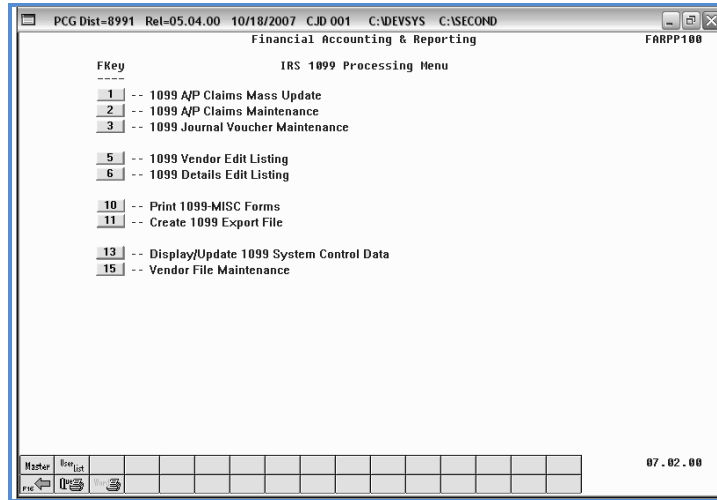 PCG Dist=8991 Rel=05.04.00 10/18/2007 CJD 001 C:\DEVSYS C:\SECOND
Financial Accounting & Reporting FARPP100
FKey IRS 1099 Processing Menu
----
1 -- 1099 A/P Claims Mass Update
2 -- 1099 A/P Claims Maintenance
3 -- 1099 Journal Voucher Maintenance
5 -- 1099 Vendor Edit Listing
6 -- 1099 Details Edit Listing
10 -- Print 1099-MISC Forms
11 -- Create 1099 Export File
13 -- Display/Update 1099 System Control Data
15 -- Vendor File Maintenance
Master User List 07.02.00
F16 Que